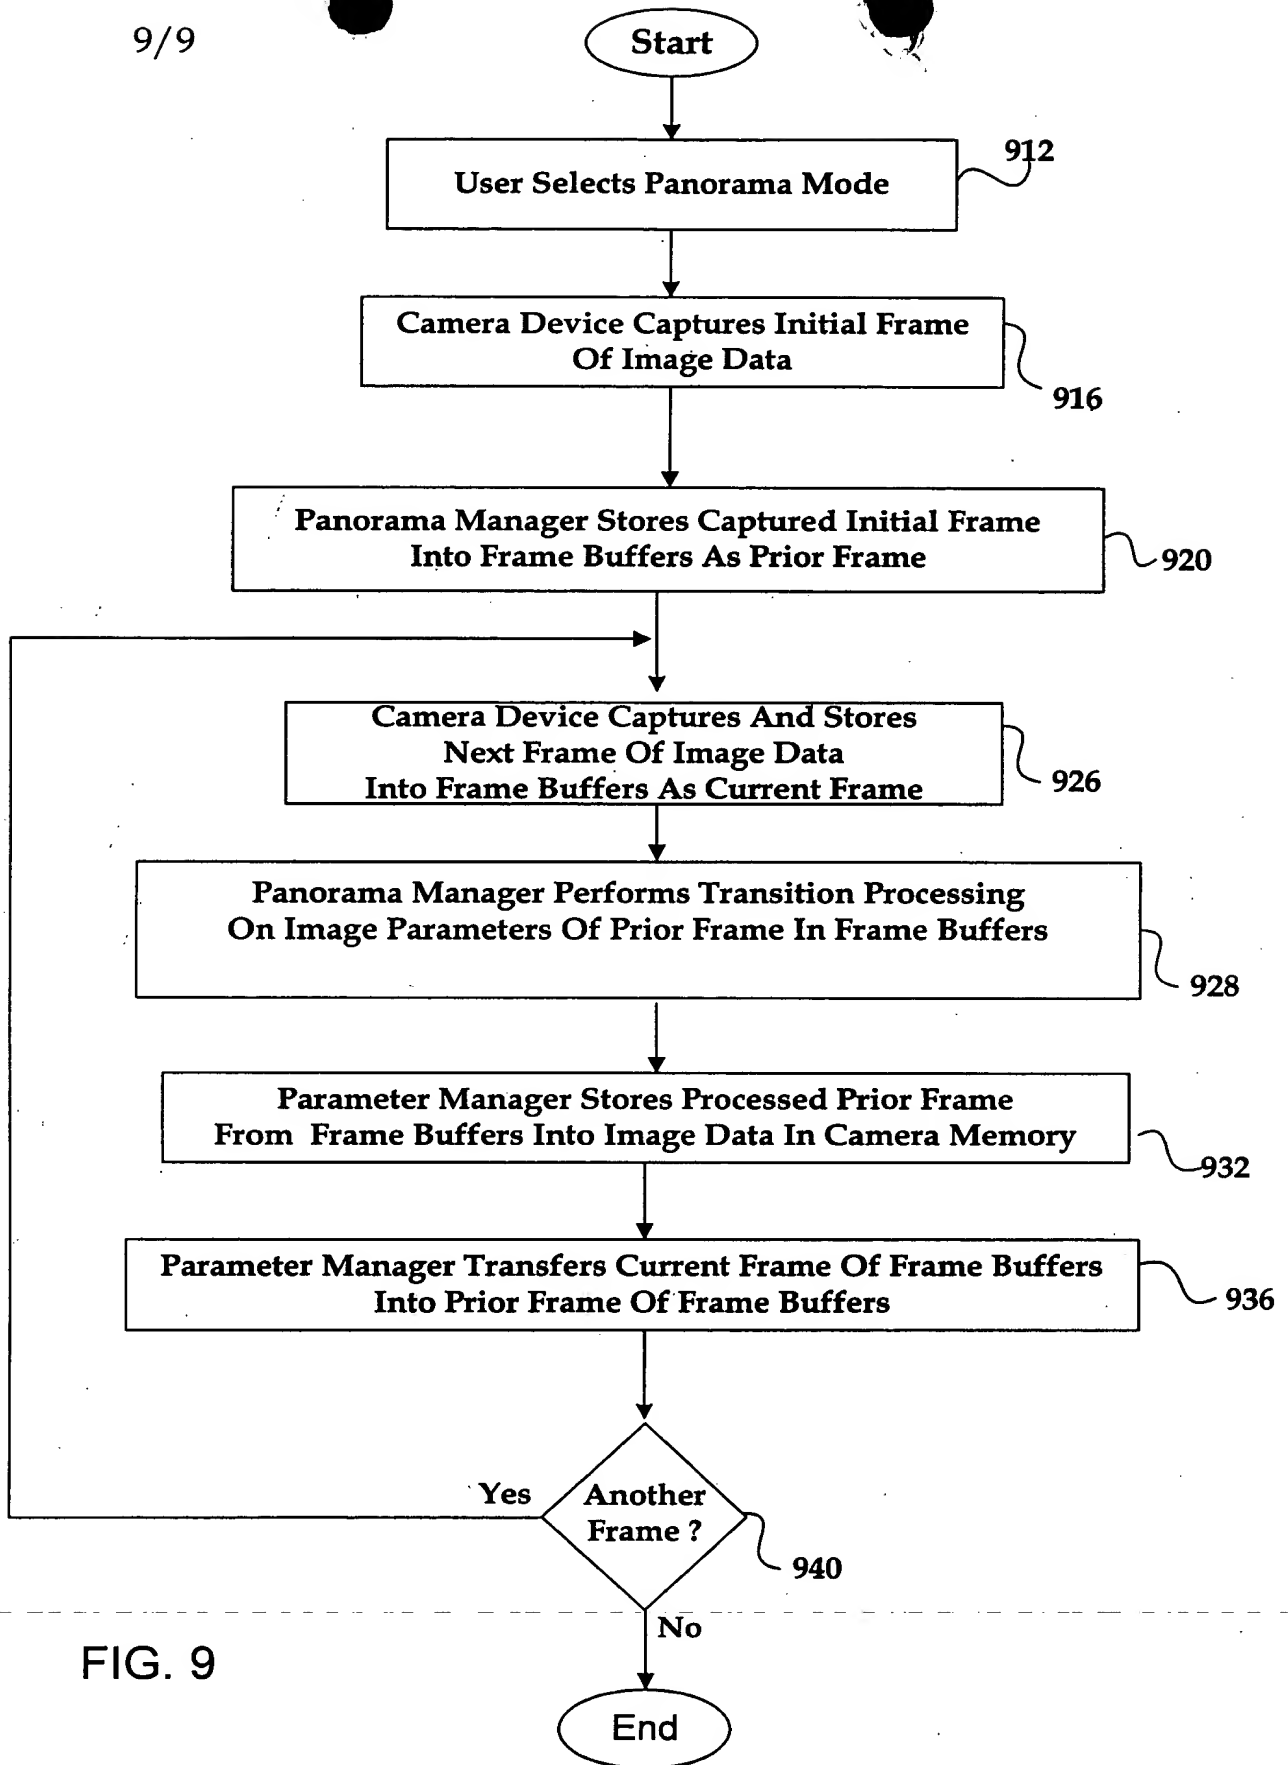 9/9
Start
User Selects Panorama Mode
912
Camera Device Captures Initial Frame
Of Image Data
916
Panorama Manager Stores Captured Initial Frame
Into Frame Buffers As Prior Frame
920
Camera Device Captures And Stores
Next Frame Of Image Data
Into Frame Buffers As Current Frame
926
Panorama Manager Performs Transition Processing
On Image Parameters Of Prior Frame In Frame Buffers
928
Parameter Manager Stores Processed Prior Frame
From Frame Buffers Into Image Data In Camera Memory
932
Parameter Manager Transfers Current Frame Of Frame Buffers
Into Prior Frame Of Frame Buffers
936
Yes
Another
Frame ?
940
No
FIG. 9
End